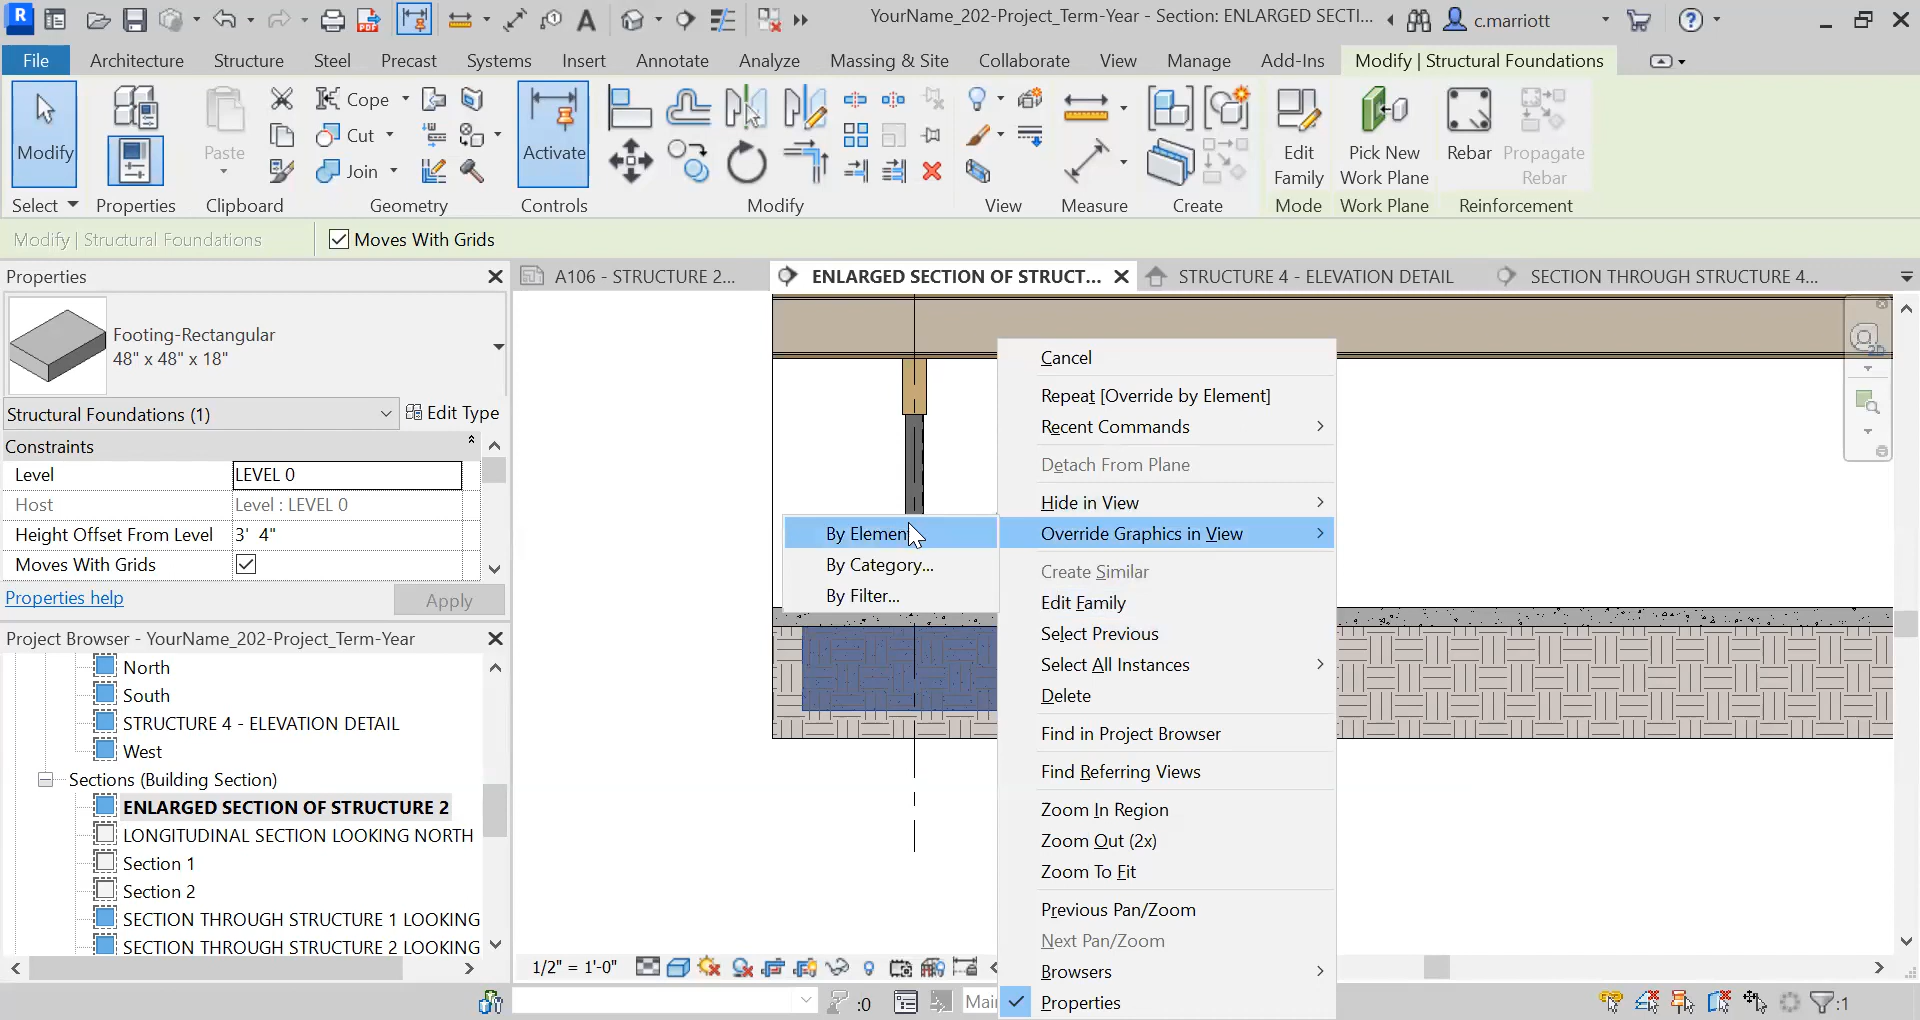 YourName_202-Project_Term-Year - Section: ENLARGED SECTI...
c.marriott
File Architecture Structure Steel Precast Systems Insert Annotate Analyze Massing & Site Collaborate View Manage Add-Ins Modify | Structural Foundations
Modify
Paste
Cope
Cut
Join
Activate
Edit Family
Pick New Work Plane
Rebar
Propagate Rebar
Select Properties Clipboard Geometry Controls Modify View Measure Create Mode Work Plane Reinforcement
Modify | Structural Foundations
Moves With Grids
Properties
A106 - STRUCTURE 2...
ENLARGED SECTION OF STRUCT...
STRUCTURE 4 - ELEVATION DETAIL
SECTION THROUGH STRUCTURE 4...
Footing-Rectangular
48" x 48" x 18"
Structural Foundations (1)
Edit Type
Constraints
Level LEVEL 0
Host Level : LEVEL 0
Height Offset From Level 3' 4"
Moves With Grids
Properties help
Apply
Project Browser - YourName_202-Project_Term-Year
North
South
STRUCTURE 4 - ELEVATION DETAIL
West
Sections (Building Section)
ENLARGED SECTION OF STRUCTURE 2
LONGITUDINAL SECTION LOOKING NORTH
Section 1
Section 2
SECTION THROUGH STRUCTURE 1 LOOKING
SECTION THROUGH STRUCTURE 2 LOOKING
Cancel
Repeat [Override by Element]
Recent Commands
Detach From Plane
Hide in View
Override Graphics in View
Create Similar
Edit Family
Select Previous
Select All Instances
Delete
Find in Project Browser
Find Referring Views
Zoom In Region
Zoom Out (2x)
Zoom To Fit
Previous Pan/Zoom
Next Pan/Zoom
Browsers
Properties
By Elemen
By Category...
By Filter...
1/2" = 1'-0"
:0
Mai
:1